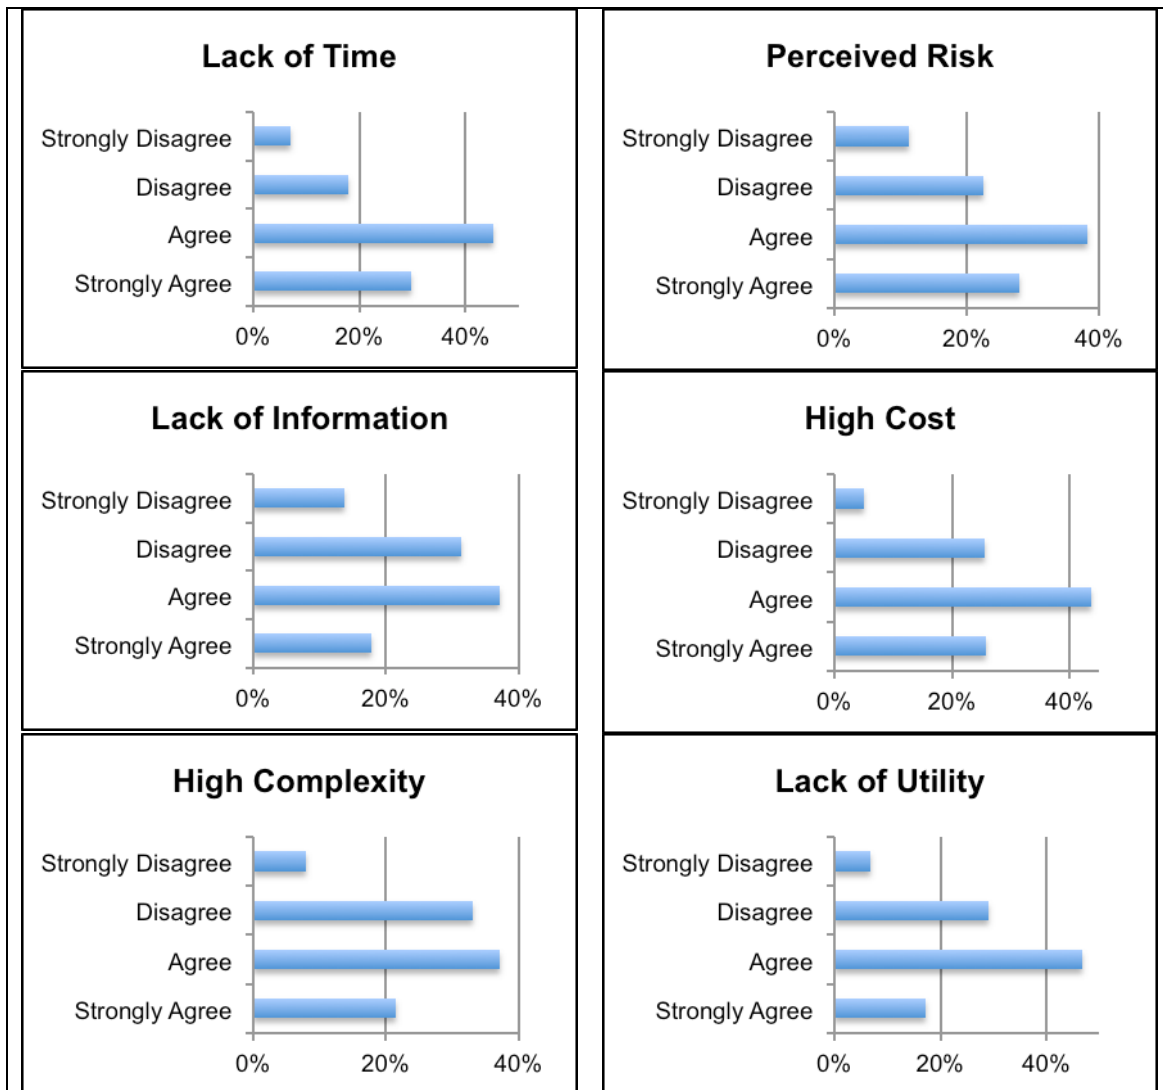 Lack of Time
Strongly Disagree
Disagree
Agree
Strongly Agree
0% 20% 40%
Perceived Risk
Strongly Disagree
Disagree
Agree
Strongly Agree
0% 20% 40%
Lack of Information
Strongly Disagree
Disagree
Agree
Strongly Agree
0% 20% 40%
High Cost
Strongly Disagree
Disagree
Agree
Strongly Agree
0% 20% 40%
High Complexity
Strongly Disagree
Disagree
Agree
Strongly Agree
0% 20% 40%
Lack of Utility
Strongly Disagree
Disagree
Agree
Strongly Agree
0% 20% 40%